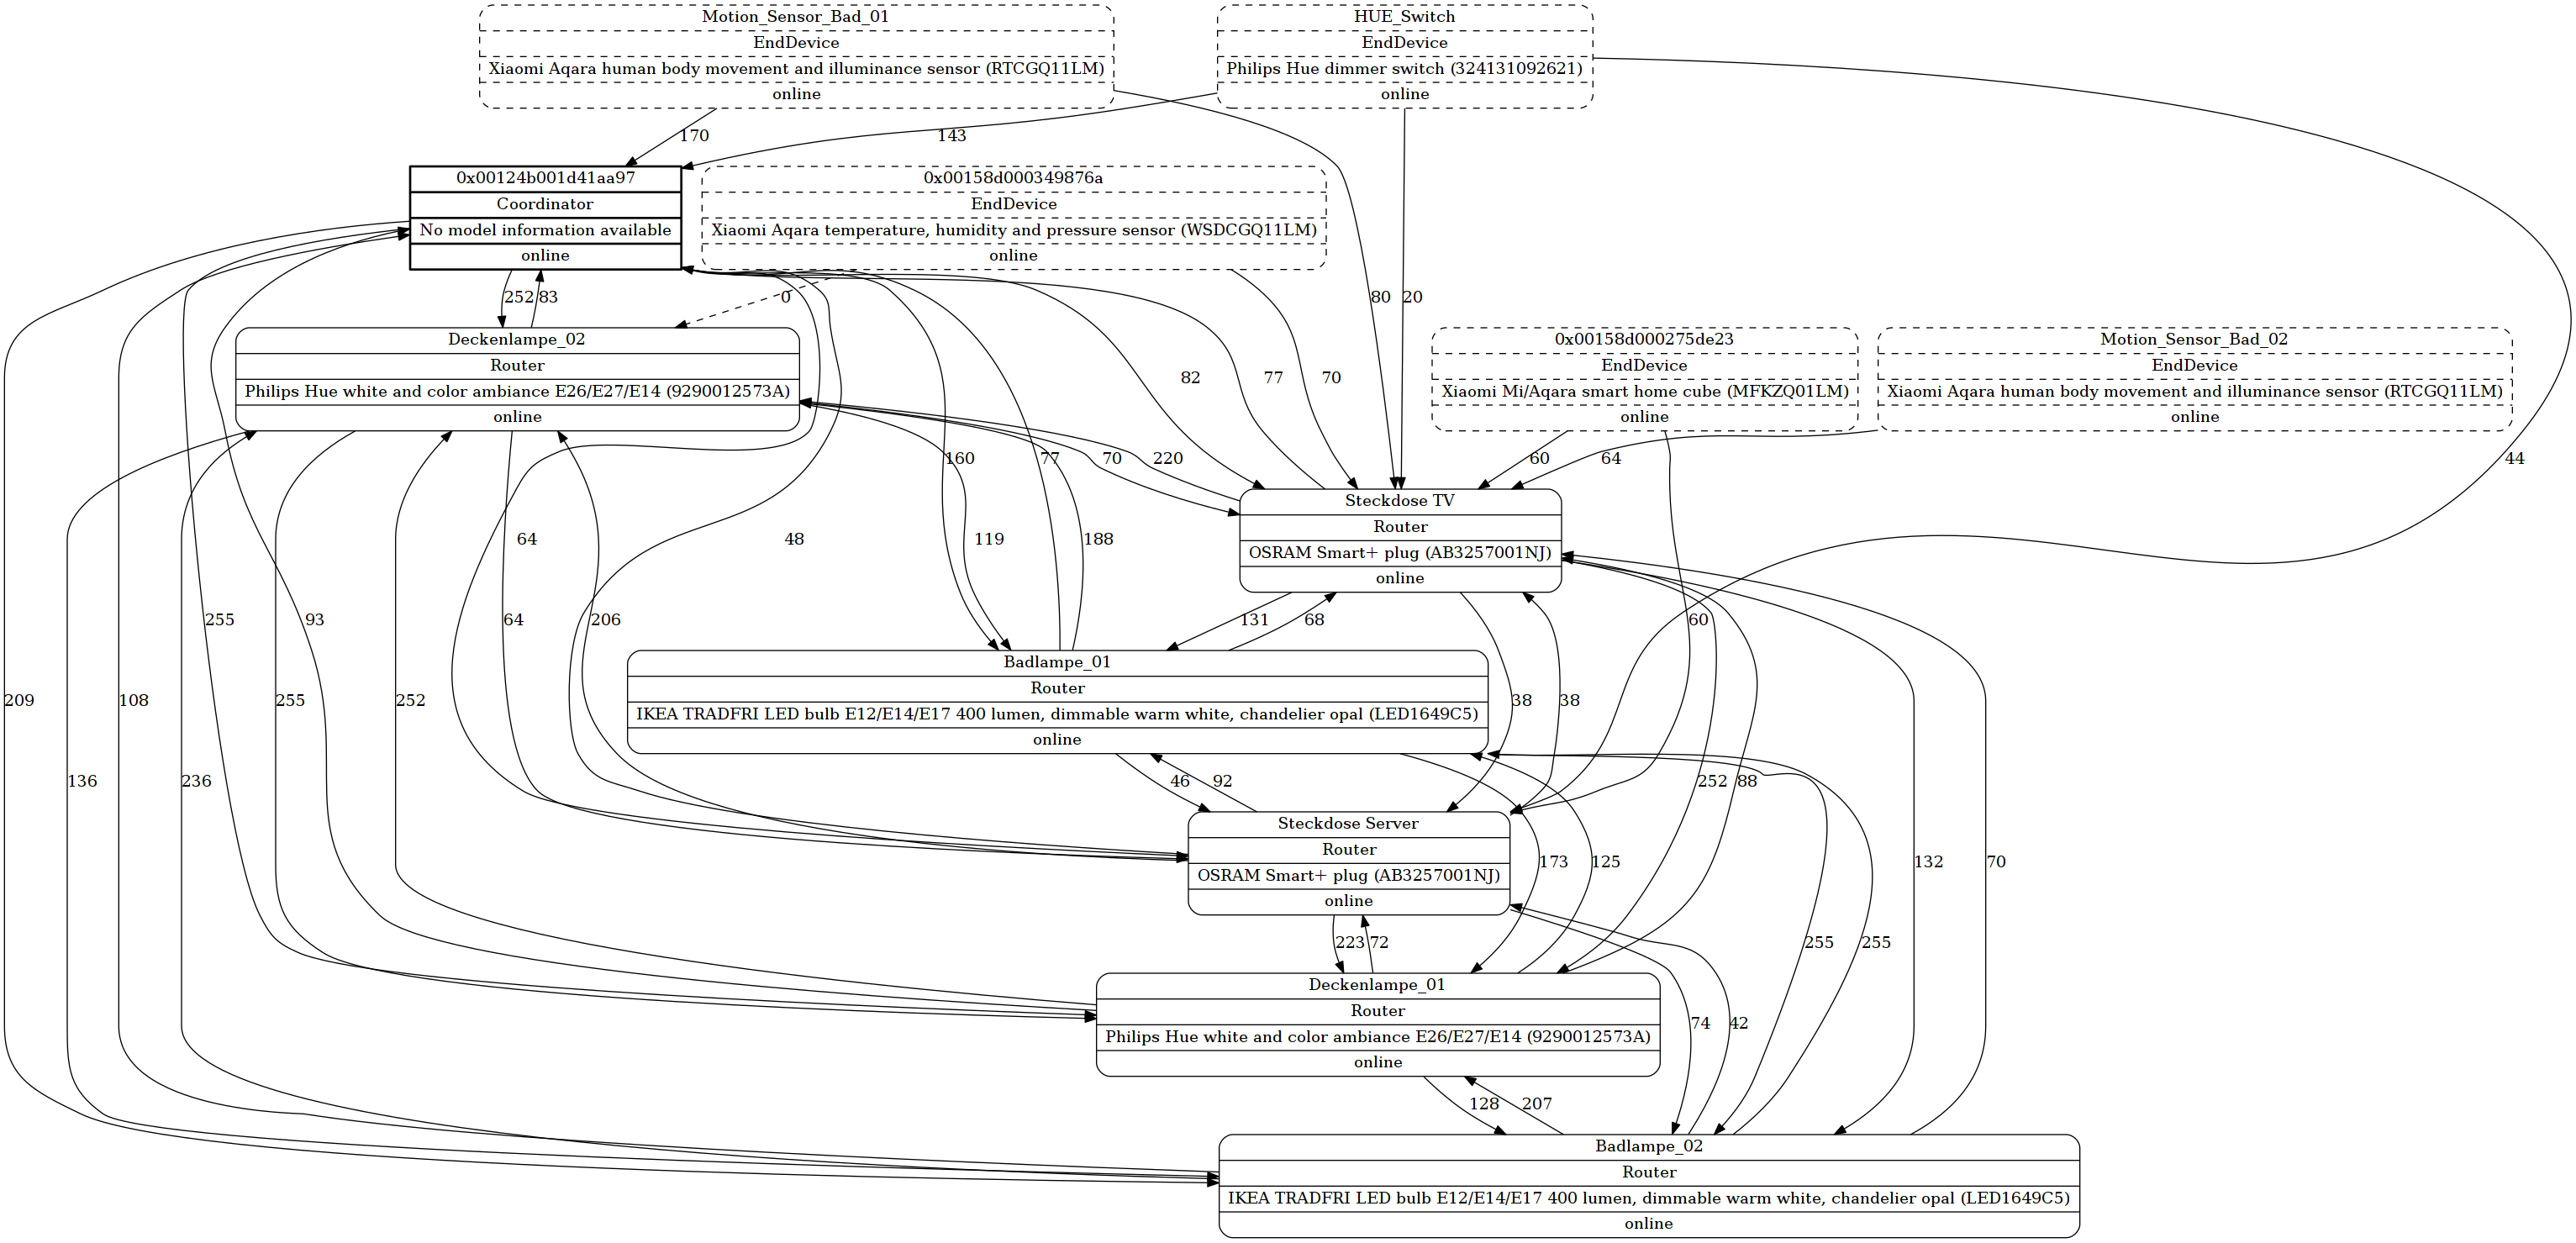 Motion_Sensor_Bad_01
EndDevice
Xiaomi Aqara human body movement and illuminance sensor (RTCGQ11LM)
online
HUE_Switch
EndDevice
Philips Hue dimmer switch (324131092621)
online
170
143
0x00124b001d41aa97
Coordinator
No model information available
online
0x00158d000349876a
EndDevice
Xiaomi Aqara temperature, humidity and pressure sensor (WSDCGQ11LM)
online
252
83
0
80
20
Deckenlampe_02
Router
Philips Hue white and color ambiance E26/E27/E14 (9290012573A)
online
82
77
70
0x00158d000275de23
EndDevice
Xiaomi Mi/Aqara smart home cube (MFKZQ01LM)
online
Motion_Sensor_Bad_02
EndDevice
Xiaomi Aqara human body movement and illuminance sensor (RTCGQ11LM)
online
160
77
70
220
60
64
44
Steckdose TV
Router
OSRAM Smart+ plug (AB3257001NJ)
online
64
48
119
188
255
93
64
206
131
68
60
Badlampe_01
Router
IKEA TRADFRI LED bulb E12/E14/E17 400 lumen, dimmable warm white, chandelier opal (LED1649C5)
online
209
108
255
252
38
38
136
236
46
92
252
88
Steckdose Server
Router
OSRAM Smart+ plug (AB3257001NJ)
online
173
125
132
70
223
72
255
255
Deckenlampe_01
Router
Philips Hue white and color ambiance E26/E27/E14 (9290012573A)
online
74
42
128
207
Badlampe_02
Router
IKEA TRADFRI LED bulb E12/E14/E17 400 lumen, dimmable warm white, chandelier opal (LED1649C5)
online